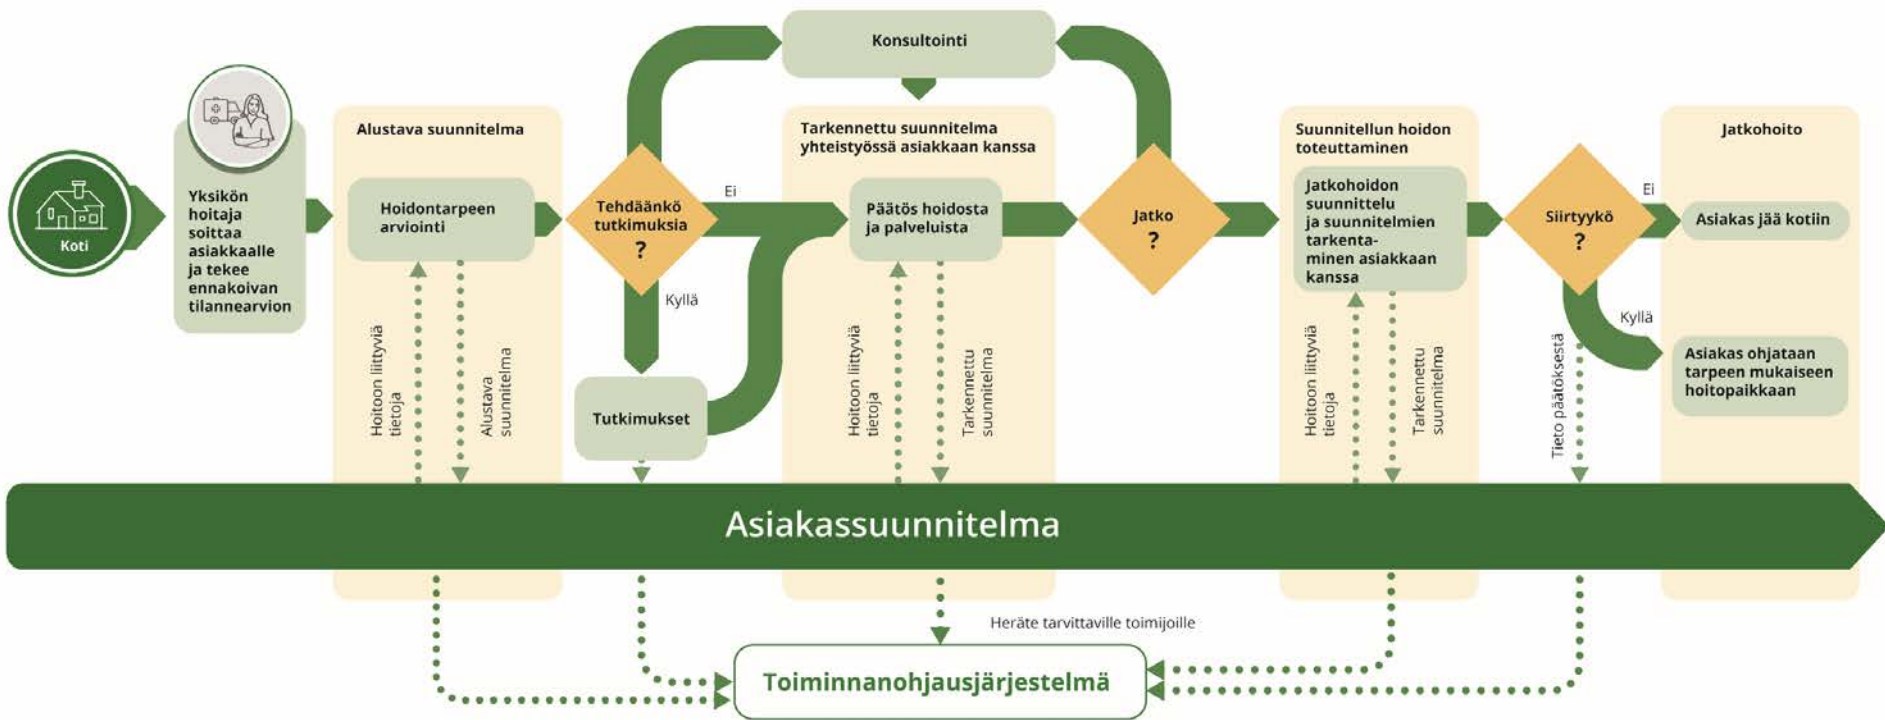 Konsultointi
Alustava suunnitelma
Tarkennettu suunnitelma
yhteistyössä asiakkaan kanssa
Suunnitellun hoidon
toteuttaminen
Jatkohoito
Koti
Yksikön
hoitaja
soittaa
asiakkaalle
ja tekee
ennakoivan
tilannearvion
Hoidontarpeen
arviointi
Tehdäänkö
tutkimuksia
?
Ei
Kyllä
Tutkimukset
Päätös hoidosta
ja palveluista
Jatko
?
Jatkohoidon
suunnittelu
ja suunnitelmien
tarkenta-
minen asiakkaan
kanssa
Siirtyykö
?
Ei
Asiakas jää kotiin
Kyllä
Asiakas ohjataan
tarpeen mukaiseen
hoitopaikkaan
Hoitoon liittyviä
tietoja
Alustava
suunnitelma
Hoitoon liittyviä
tietoja
Tarkennettu
suunnitelma
Hoitoon liittyviä
tietoja
Tarkennettu
suunnitelma
Tieto päätöksestä
Asiakassuunnitelma
Heräte tarvittaville toimijoille
Toiminnanohjausjärjestelmä